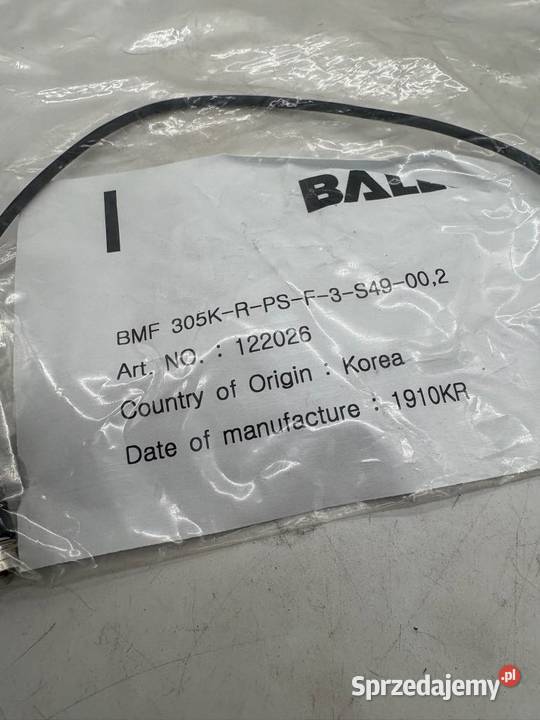 BALL
BMF 305K-R-PS-F-3-S49-00,2
Art. NO. : 122026
Country of Origin : Korea
Date of manufacture : 1910KR
Sprzedajemy.pl